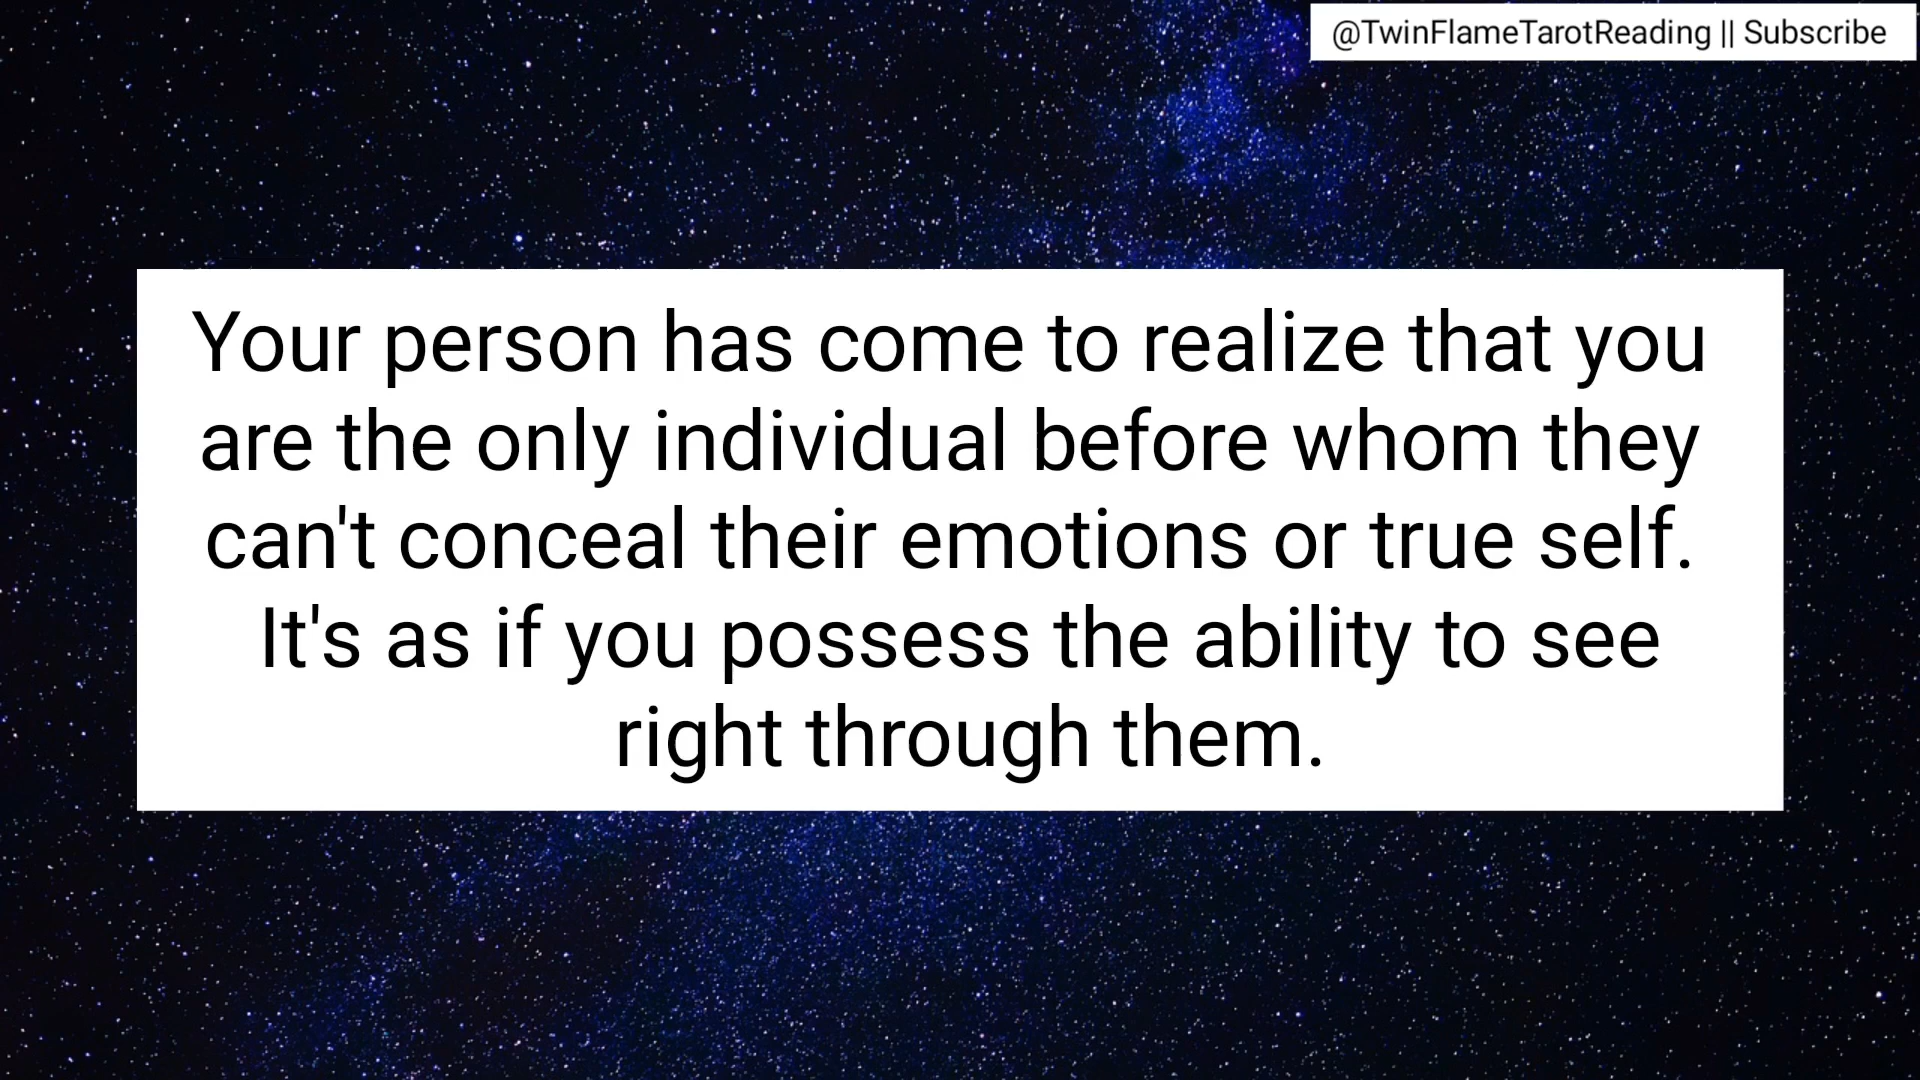 @TwinFlameTarotReading || Subscribe
Your person has come to realize that you
are the only individual before whom they
can't conceal their emotions or true self.
It's as if you possess the ability to see
right through them.